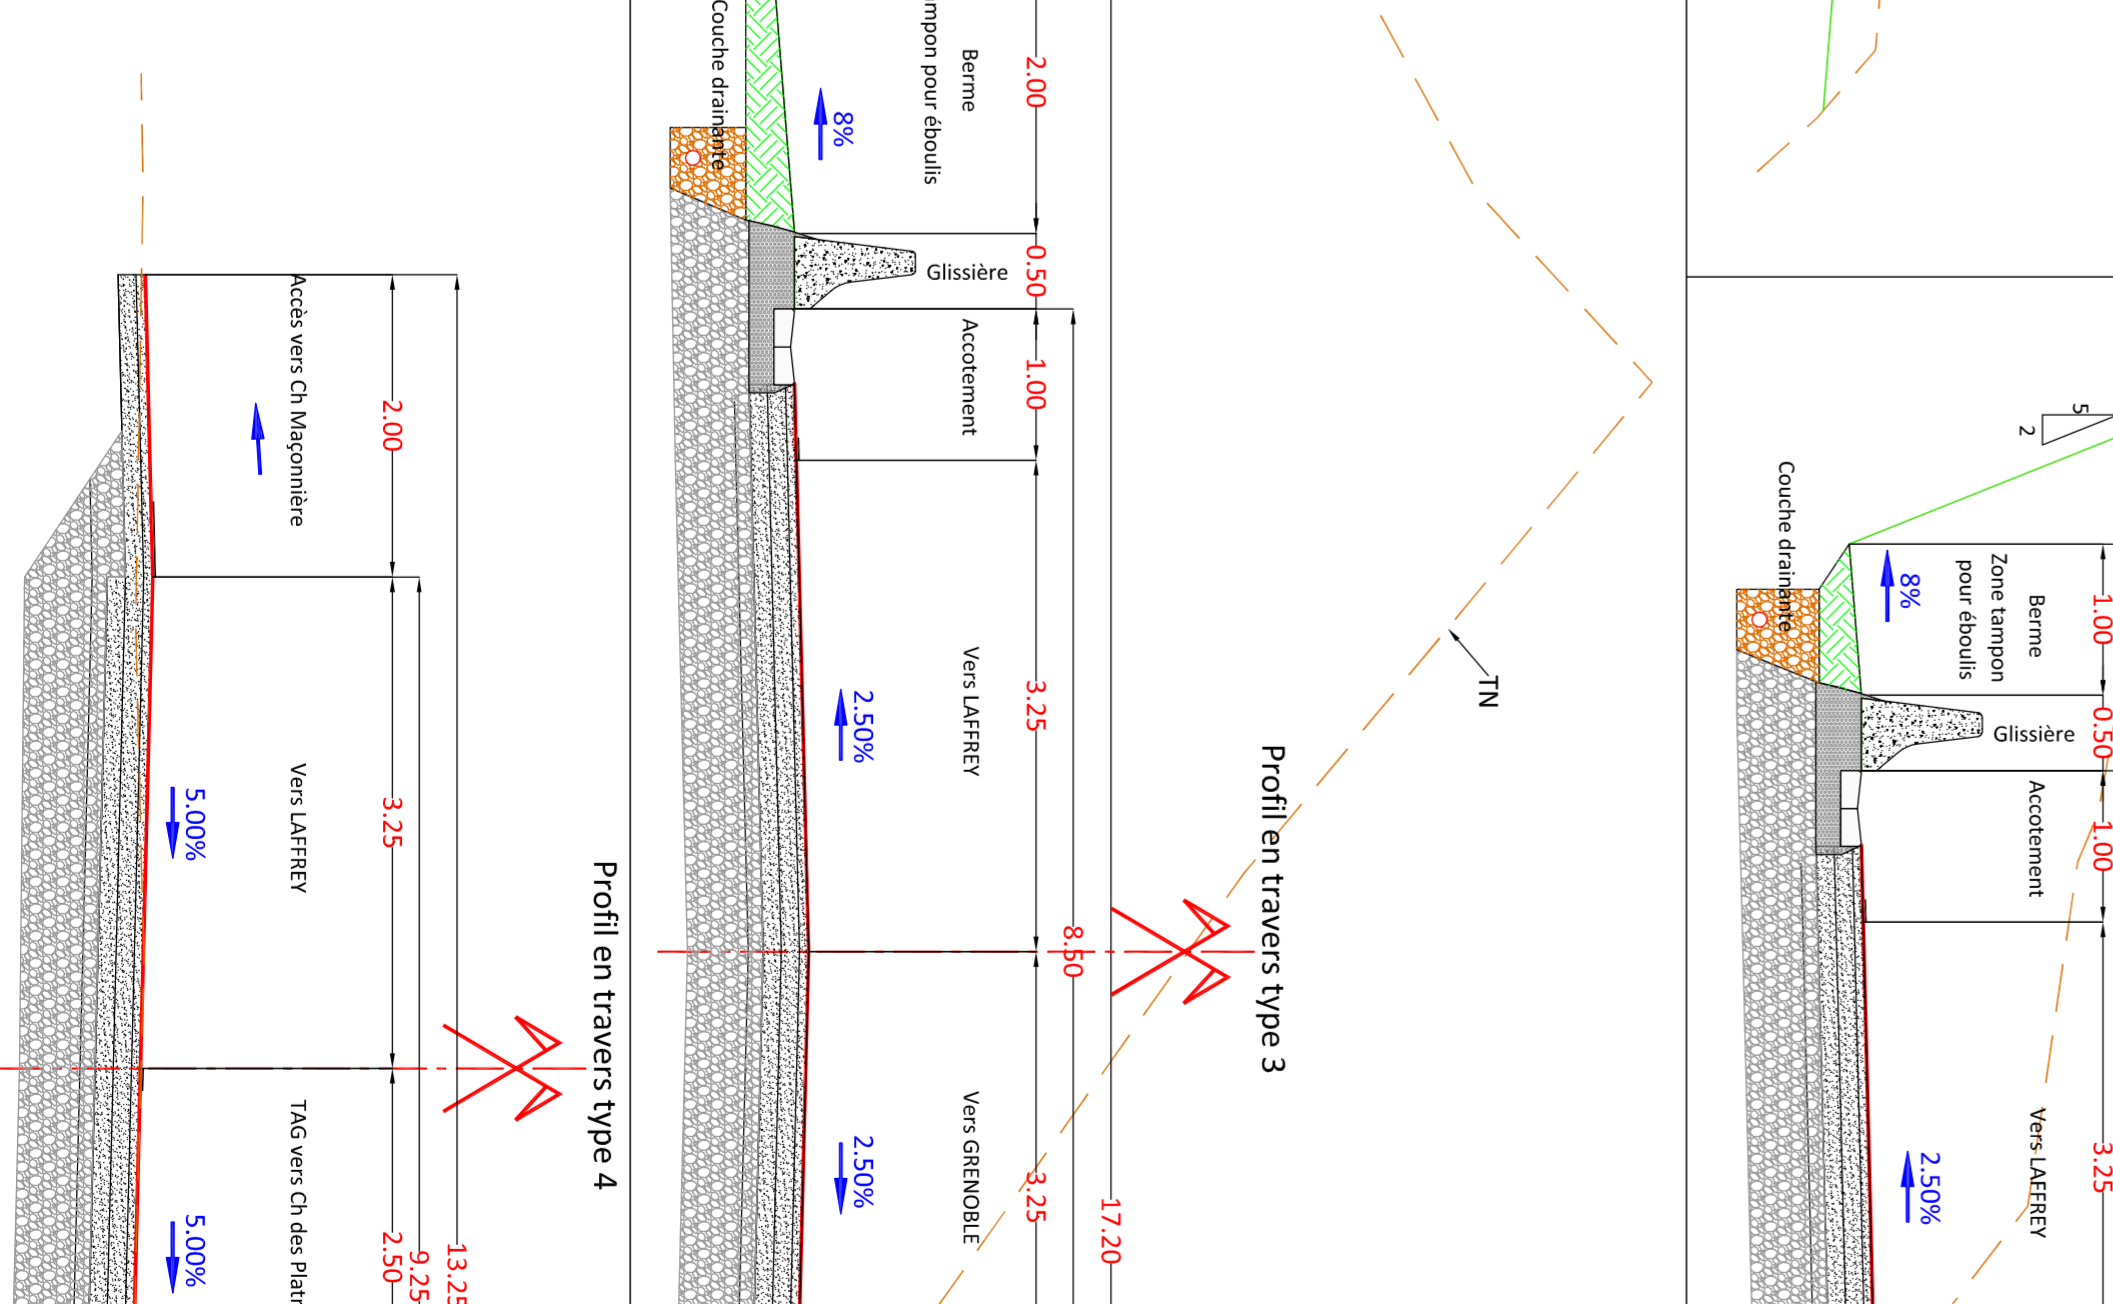 5
2
Couche drainante
8%
Zone tampon
pour éboulis
Berme
1.00
Glissière
0.50
Accotement
1.00
Vers LAFFREY
2.50%
3.25
Profil en travers type 3
TN
Couche drainante
8%
Berme
pour éboulis
2.00
Glissière
0.50
Accotement
1.00
Vers LAFFREY
2.50%
3.25
8.50
Vers GRENOBLE
2.50%
3.25
17.20
Profil en travers type 4
Accès vers Ch Maçonnière
2.00
Vers LAFFREY
5.00%
3.25
TAG vers Ch des
5.00%
2.50
9.25
13.25